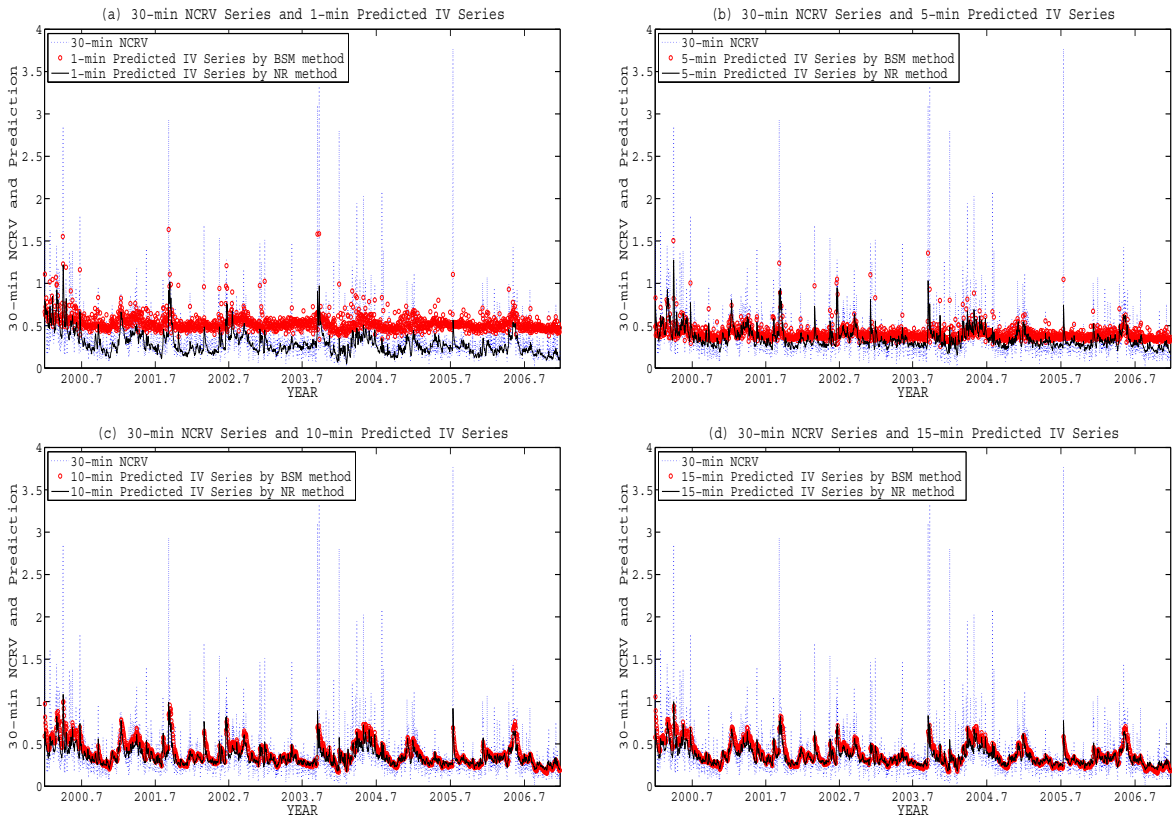 (a) 30-min NCRV Series and 1-min Predicted IV Series
30-min NCRV and Prediction
4
3.5
3
2.5
2
1.5
1
0.5
0
30-min NCRV
1-min Predicted IV Series by BSM method
1-min Predicted IV Series by NR method
2000.7 2001.7 2002.7 2003.7 2004.7 2005.7 2006.7
YEAR
(b) 30-min NCRV Series and 5-min Predicted IV Series
30-min NCRV and Prediction
4
3.5
3
2.5
2
1.5
1
0.5
0
30-min NCRV
5-min Predicted IV Series by BSM method
5-min Predicted IV Series by NR method
2000.7 2001.7 2002.7 2003.7 2004.7 2005.7 2006.7
YEAR
(c) 30-min NCRV Series and 10-min Predicted IV Series
30-min NCRV and Prediction
4
3.5
3
2.5
2
1.5
1
0.5
0
30-min NCRV
10-min Predicted IV Series by BSM method
10-min Predicted IV Series by NR method
2000.7 2001.7 2002.7 2003.7 2004.7 2005.7 2006.7
YEAR
(d) 30-min NCRV Series and 15-min Predicted IV Series
30-min NCRV and Prediction
4
3.5
3
2.5
2
1.5
1
0.5
0
30-min NCRV
15-min Predicted IV Series by BSM method
15-min Predicted IV Series by NR method
2000.7 2001.7 2002.7 2003.7 2004.7 2005.7 2006.7
YEAR